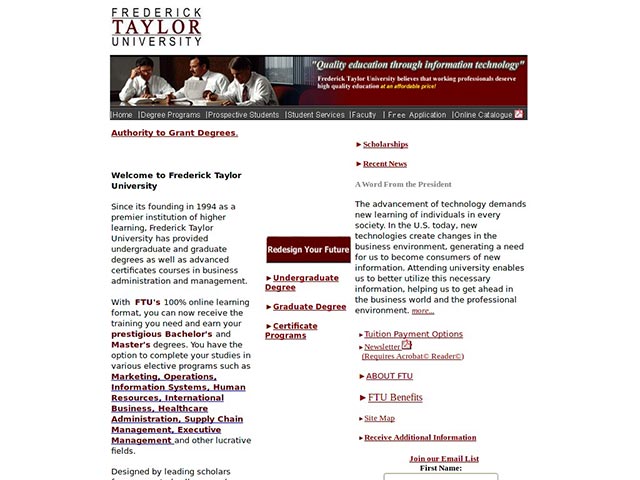 FREDERICK
TAYLOR
UNIVERSITY
"Quality education through information technology"
Frederick Taylor University believes that working professionals deserve
high quality education at an affordable price!
Home | Degree Programs | Prospective Students | Student Services | Faculty | Free Application | Online Catalogue
Authority to Grant Degrees.
Welcome to Frederick Taylor
University
Since its founding in 1994 as a
premier institution of higher
learning, Frederick Taylor
University has provided
undergraduate and graduate
degrees as well as advanced
certificates courses in business
administration and management.
With FTU's 100% online learning
format, you can now receive the
training you need and earn your
prestigious Bachelor's and
Master's degrees. You have the
option to complete your studies in
various elective programs such as
Marketing, Operations,
Information Systems, Human
Resources, International
Business, Healthcare
Administration, Supply Chain
Management, Executive
Management and other lucrative
fields.
Designed by leading scholars
Redesign Your Future
►Undergraduate
Degree
►Graduate Degree
►Certificate
Programs
►Scholarships
►Recent News
A Word From the President
The advancement of technology demands
new learning of individuals in every
society. In the U.S. today, new
technologies create changes in the
business environment, generating a need
for us to become consumers of new
information. Attending university enables
us to better utilize this necessary
information, helping us to get ahead in
the business world and the professional
environment. more...
►Tuition Payment Options
►Newsletter
(Requires Acrobat© Reader©)
►ABOUT FTU
►FTU Benefits
►Site Map
►Receive Additional Information
Join our Email List
First Name: